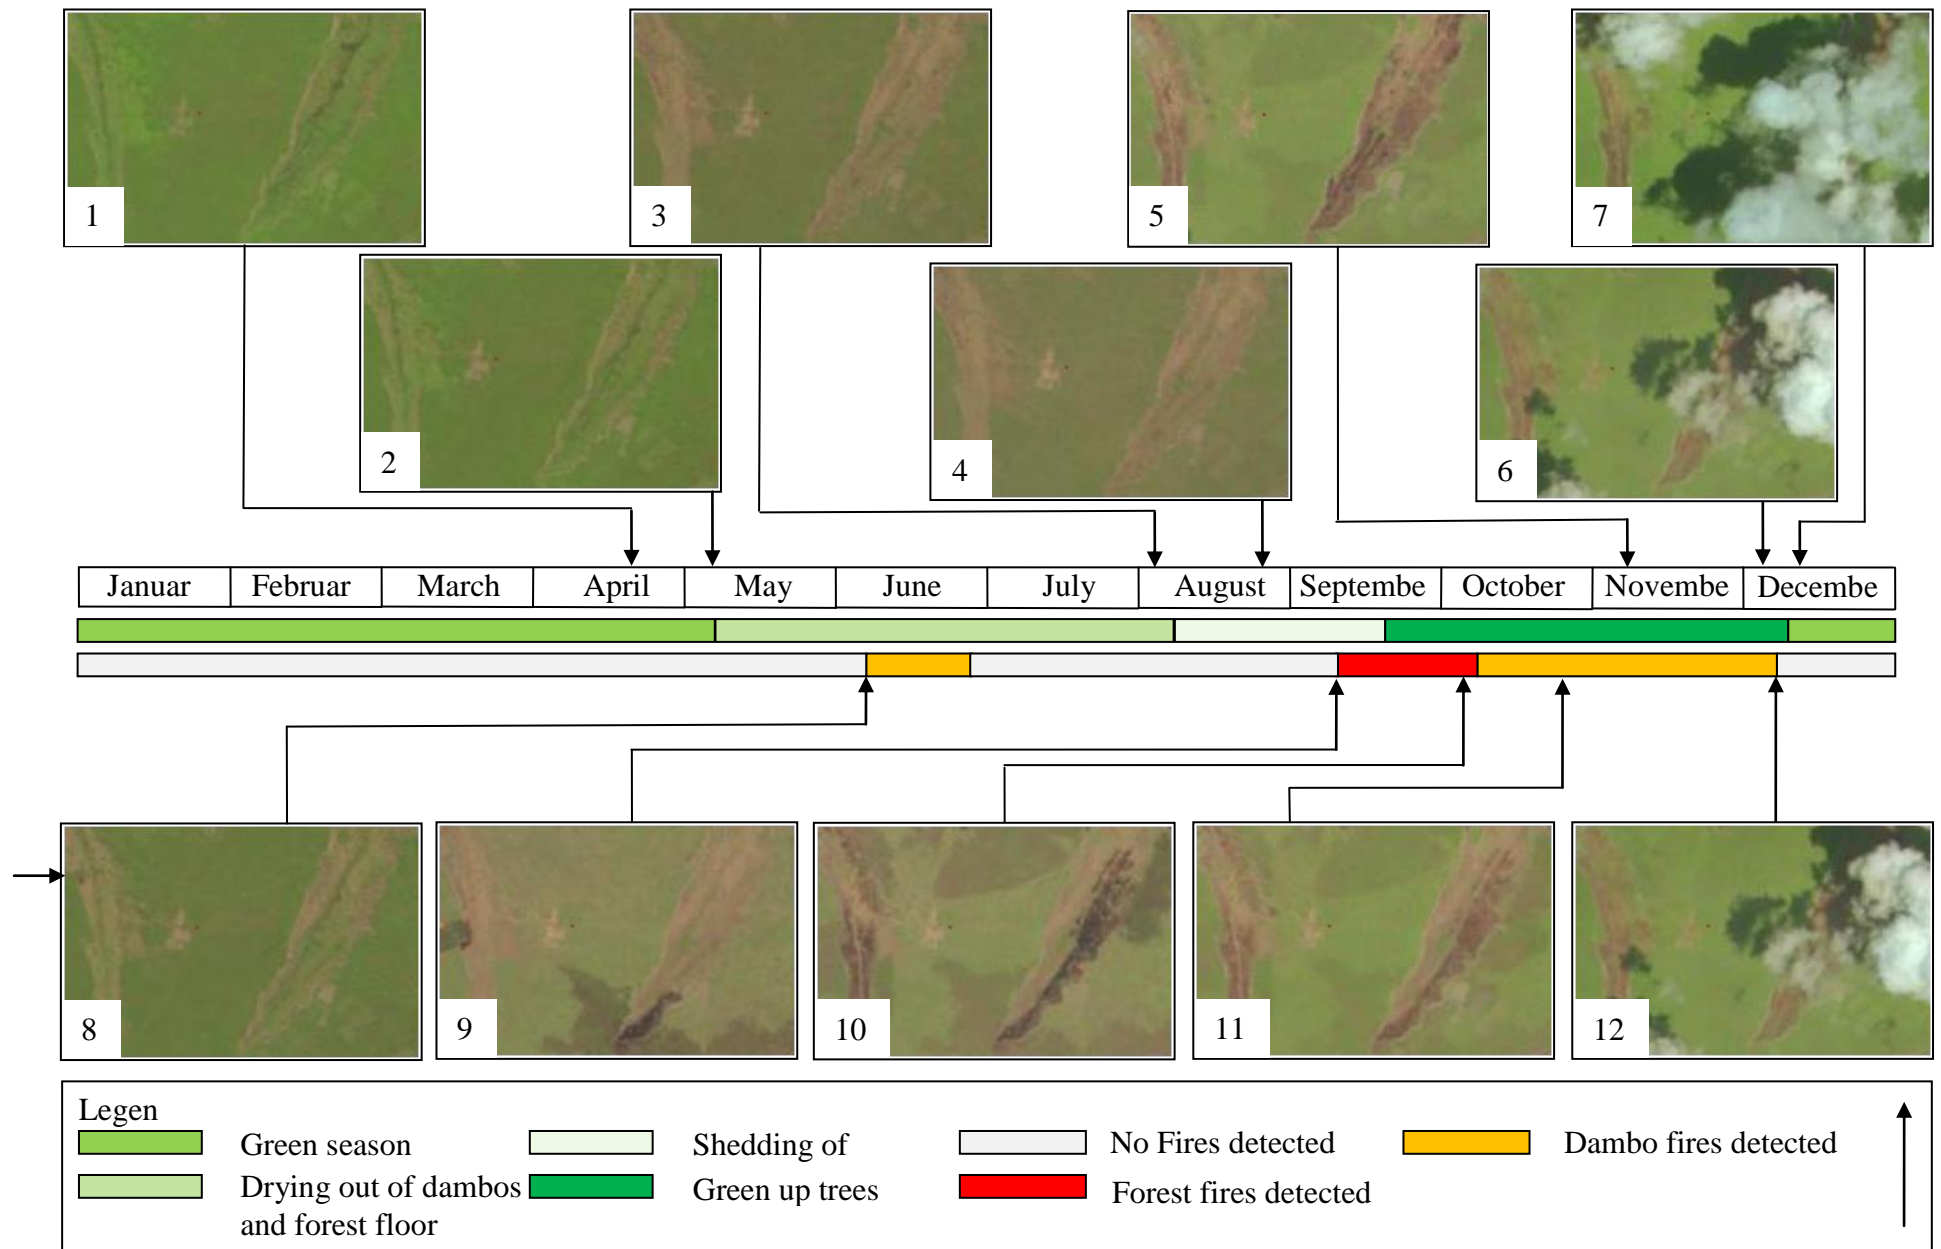 1
3
5
7
2
4
6
Januar Februar March April May June July August Septembe October Novembe Decembe
8
9
10
11
12
Legen
Green season
Shedding of
No Fires detected
Dambo fires detected
Drying out of dambos
and forest floor
Green up trees
Forest fires detected